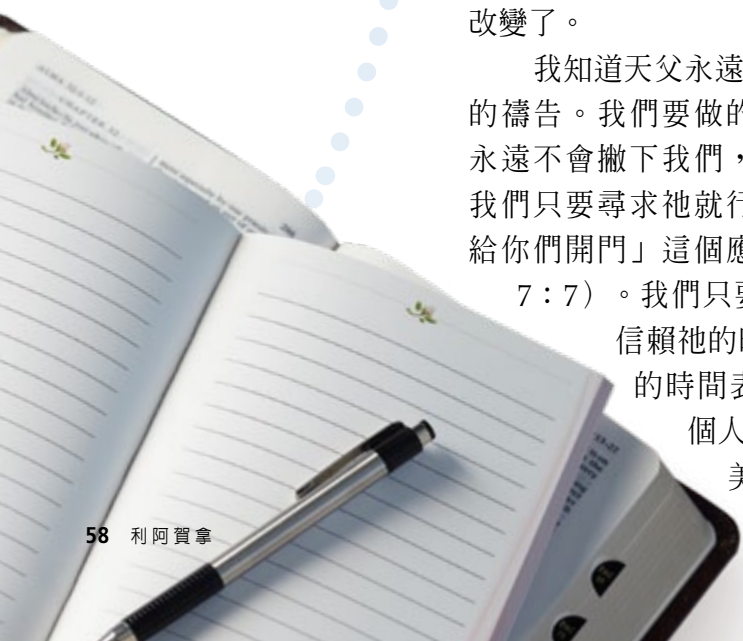 改變了。
我知道天父永遠
的禱告。我們要做的
永遠不會撇下我們，
我們只要尋求祂就行
給你們開門」這個應
7：7）。我們只要
信賴祂的
的時間表
個人
58 利阿賀拿